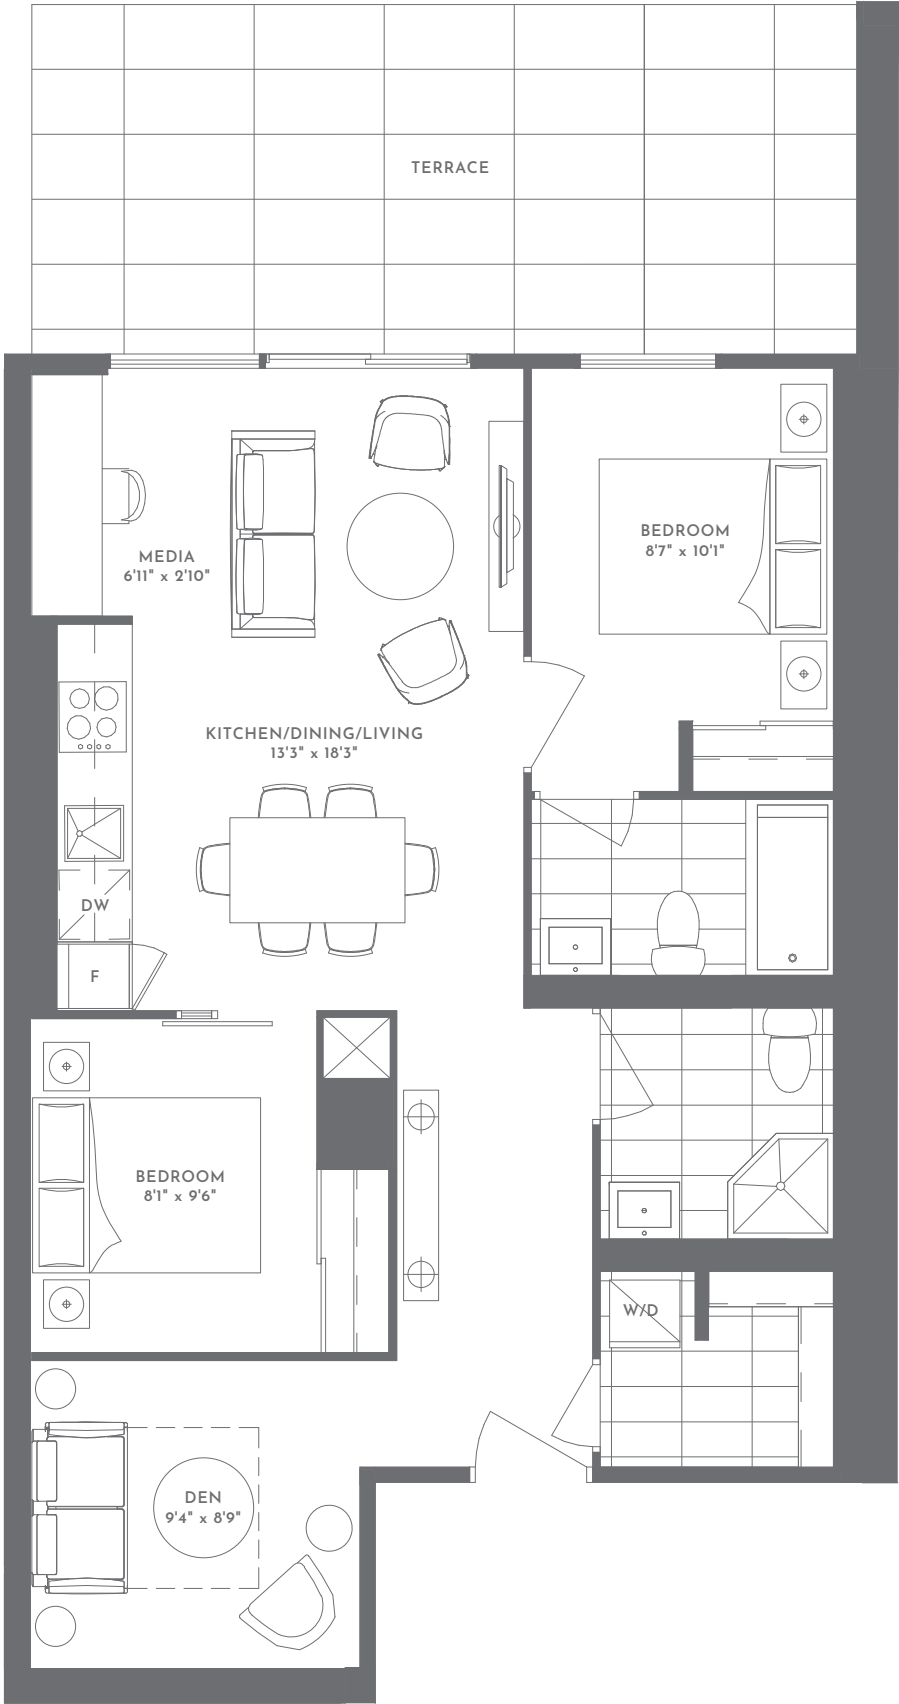 TERRACE
BEDROOM
8'7" x 10'1"
MEDIA
6'11" x 2'10"
KITCHEN/DINING/LIVING
13'3" x 18'3"
DW
F
BEDROOM
8'1" x 9'6"
W/D
DEN
9'4" x 8'9"